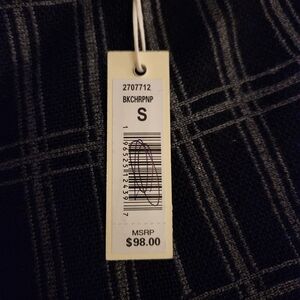 2707712
BKCHRPNP
S
MSRP
$98.00